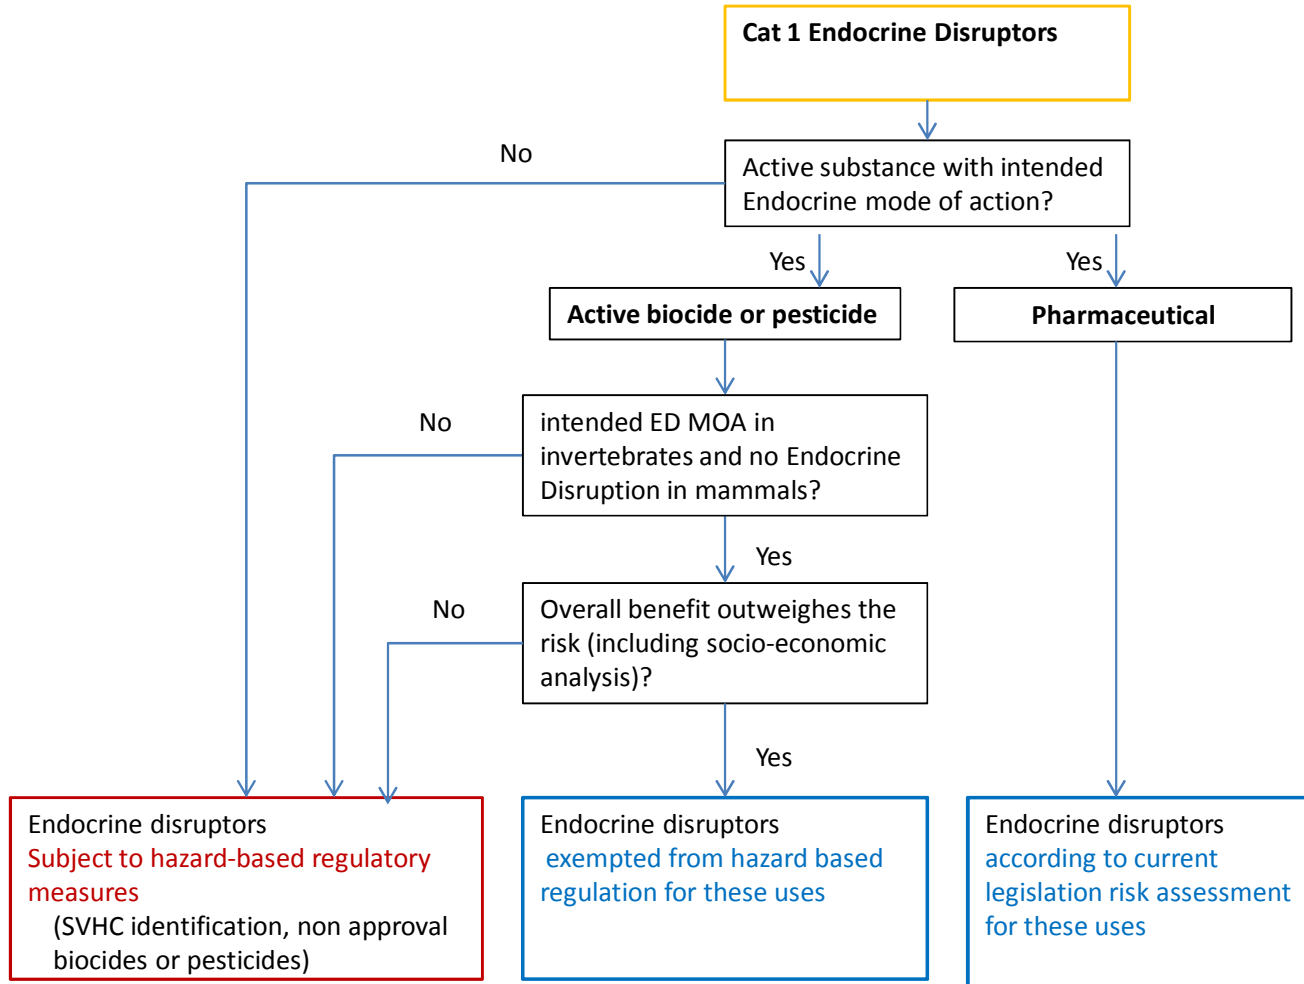 Cat 1 Endocrine Disruptors
No
Active substance with intended
Endocrine mode of action?
Yes
Yes
Active biocide or pesticide
Pharmaceutical
No
intended ED MOA in
invertebrates and no Endocrine
Disruption in mammals?
Yes
No
Overall benefit outweighes the
risk (including socio-economic
analysis)?
Yes
Endocrine disruptors
Subject to hazard-based regulatory
measures
(SVHC identification, non approval
biocides or pesticides)
Endocrine disruptors
exempted from hazard based
regulation for these uses
Endocrine disruptors
according to current
legislation risk assessment
for these uses